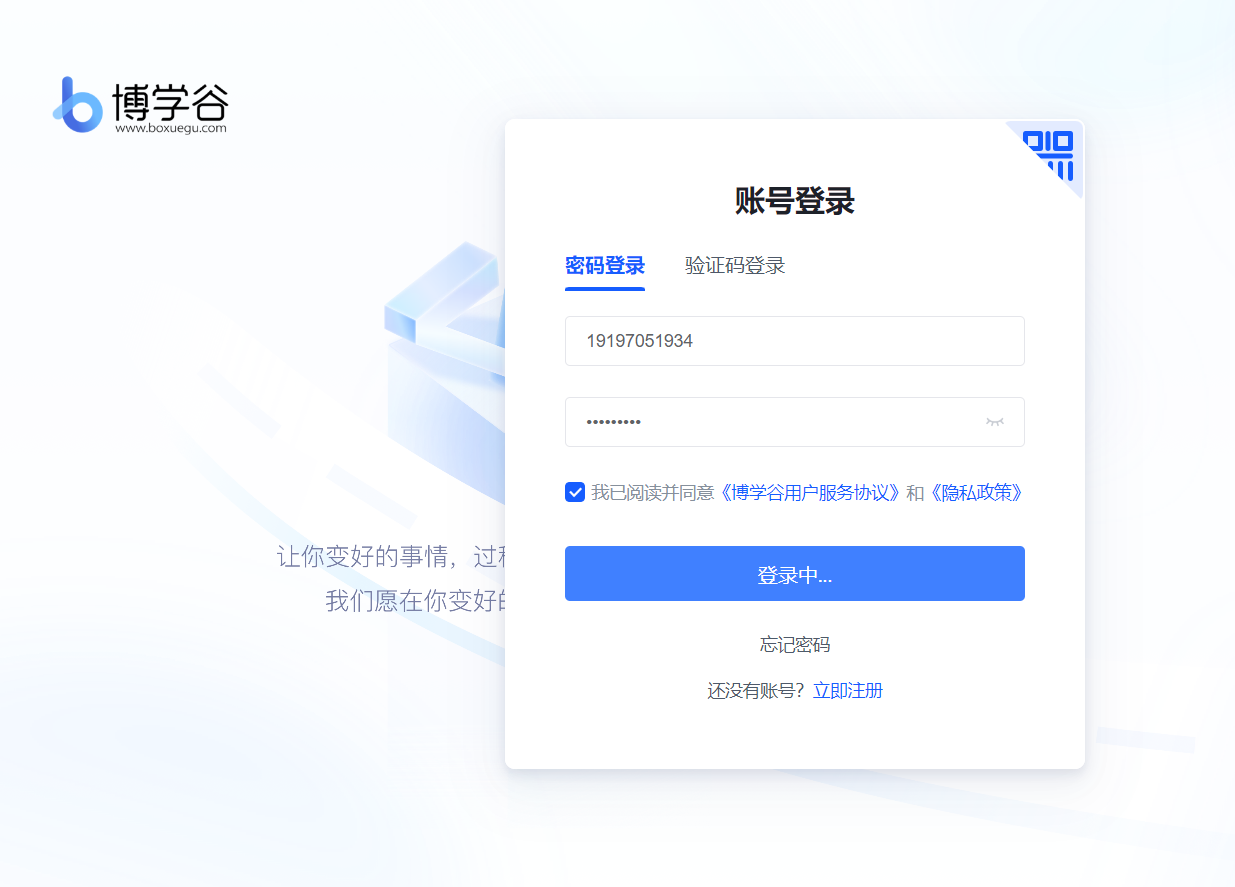 博学谷
www.boxuegu.com
账号登录
密码登录 验证码登录
19197051934
•••••••••
我已阅读并同意《博学谷用户服务协议》和《隐私政策》
让你变好的事情，过
我们愿在你变好
登录中...
忘记密码
还没有账号？立即注册